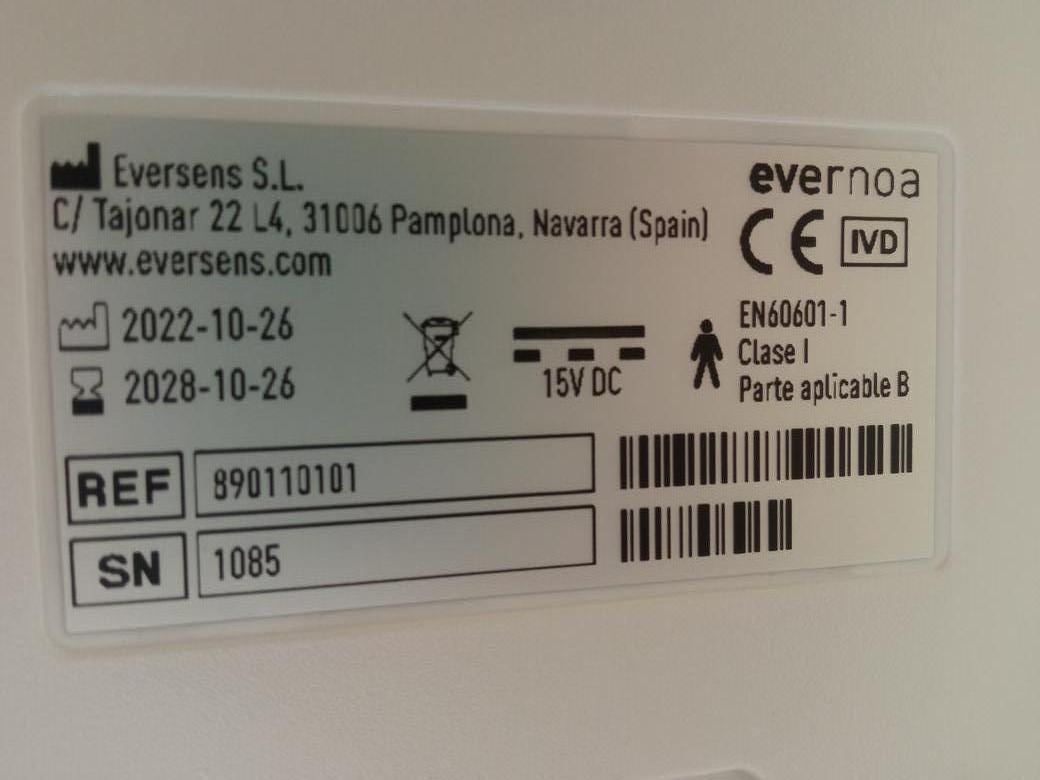 Eversens S.L.
C/ Tajonar 22 L4, 31006 Pamplona, Navarra (Spain)
www.eversens.com
evernoa
CE IVD
2022-10-26
2028-10-26
15V DC
EN60601-1
Clase I
Parte aplicable B
REF 890110101
SN 1085